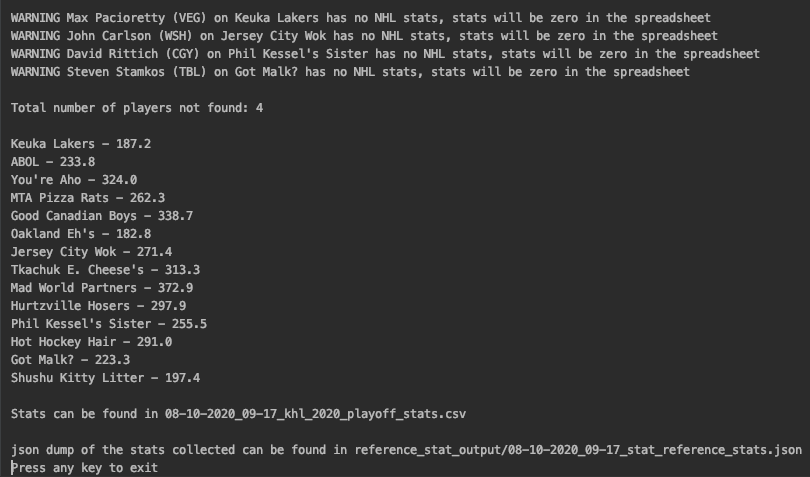 WARNING Max Pacioretty (VEG) on Keuka Lakers has no NHL stats, stats will be zero in the spreadsheet
WARNING John Carlson (WSH) on Jersey City Wok has no NHL stats, stats will be zero in the spreadsheet
WARNING David Rittich (CGY) on Phil Kessel's Sister has no NHL stats, stats will be zero in the spreadsheet
WARNING Steven Stamkos (TBL) on Got Malk? has no NHL stats, stats will be zero in the spreadsheet
Total number of players not found: 4
Keuka Lakers - 187.2
ABOL - 233.8
You're Aho - 324.0
MTA Pizza Rats - 262.3
Good Canadian Boys - 338.7
Oakland Eh's - 182.8
Jersey City Wok - 271.4
Tkachuk E. Cheese's - 313.3
Mad World Partners - 372.9
Hurtzville Hosers - 297.9
Phil Kessel's Sister - 255.5
Hot Hockey Hair - 291.0
Got Malk? - 223.3
Shushu Kitty Litter - 197.4
Stats can be found in 08-10-2020_09-17_khl_2020_playoff_stats.csv
json dump of the stats collected can be found in reference_stat_output/08-10-2020_09-17_stat_reference_stats.json
Press any key to exit